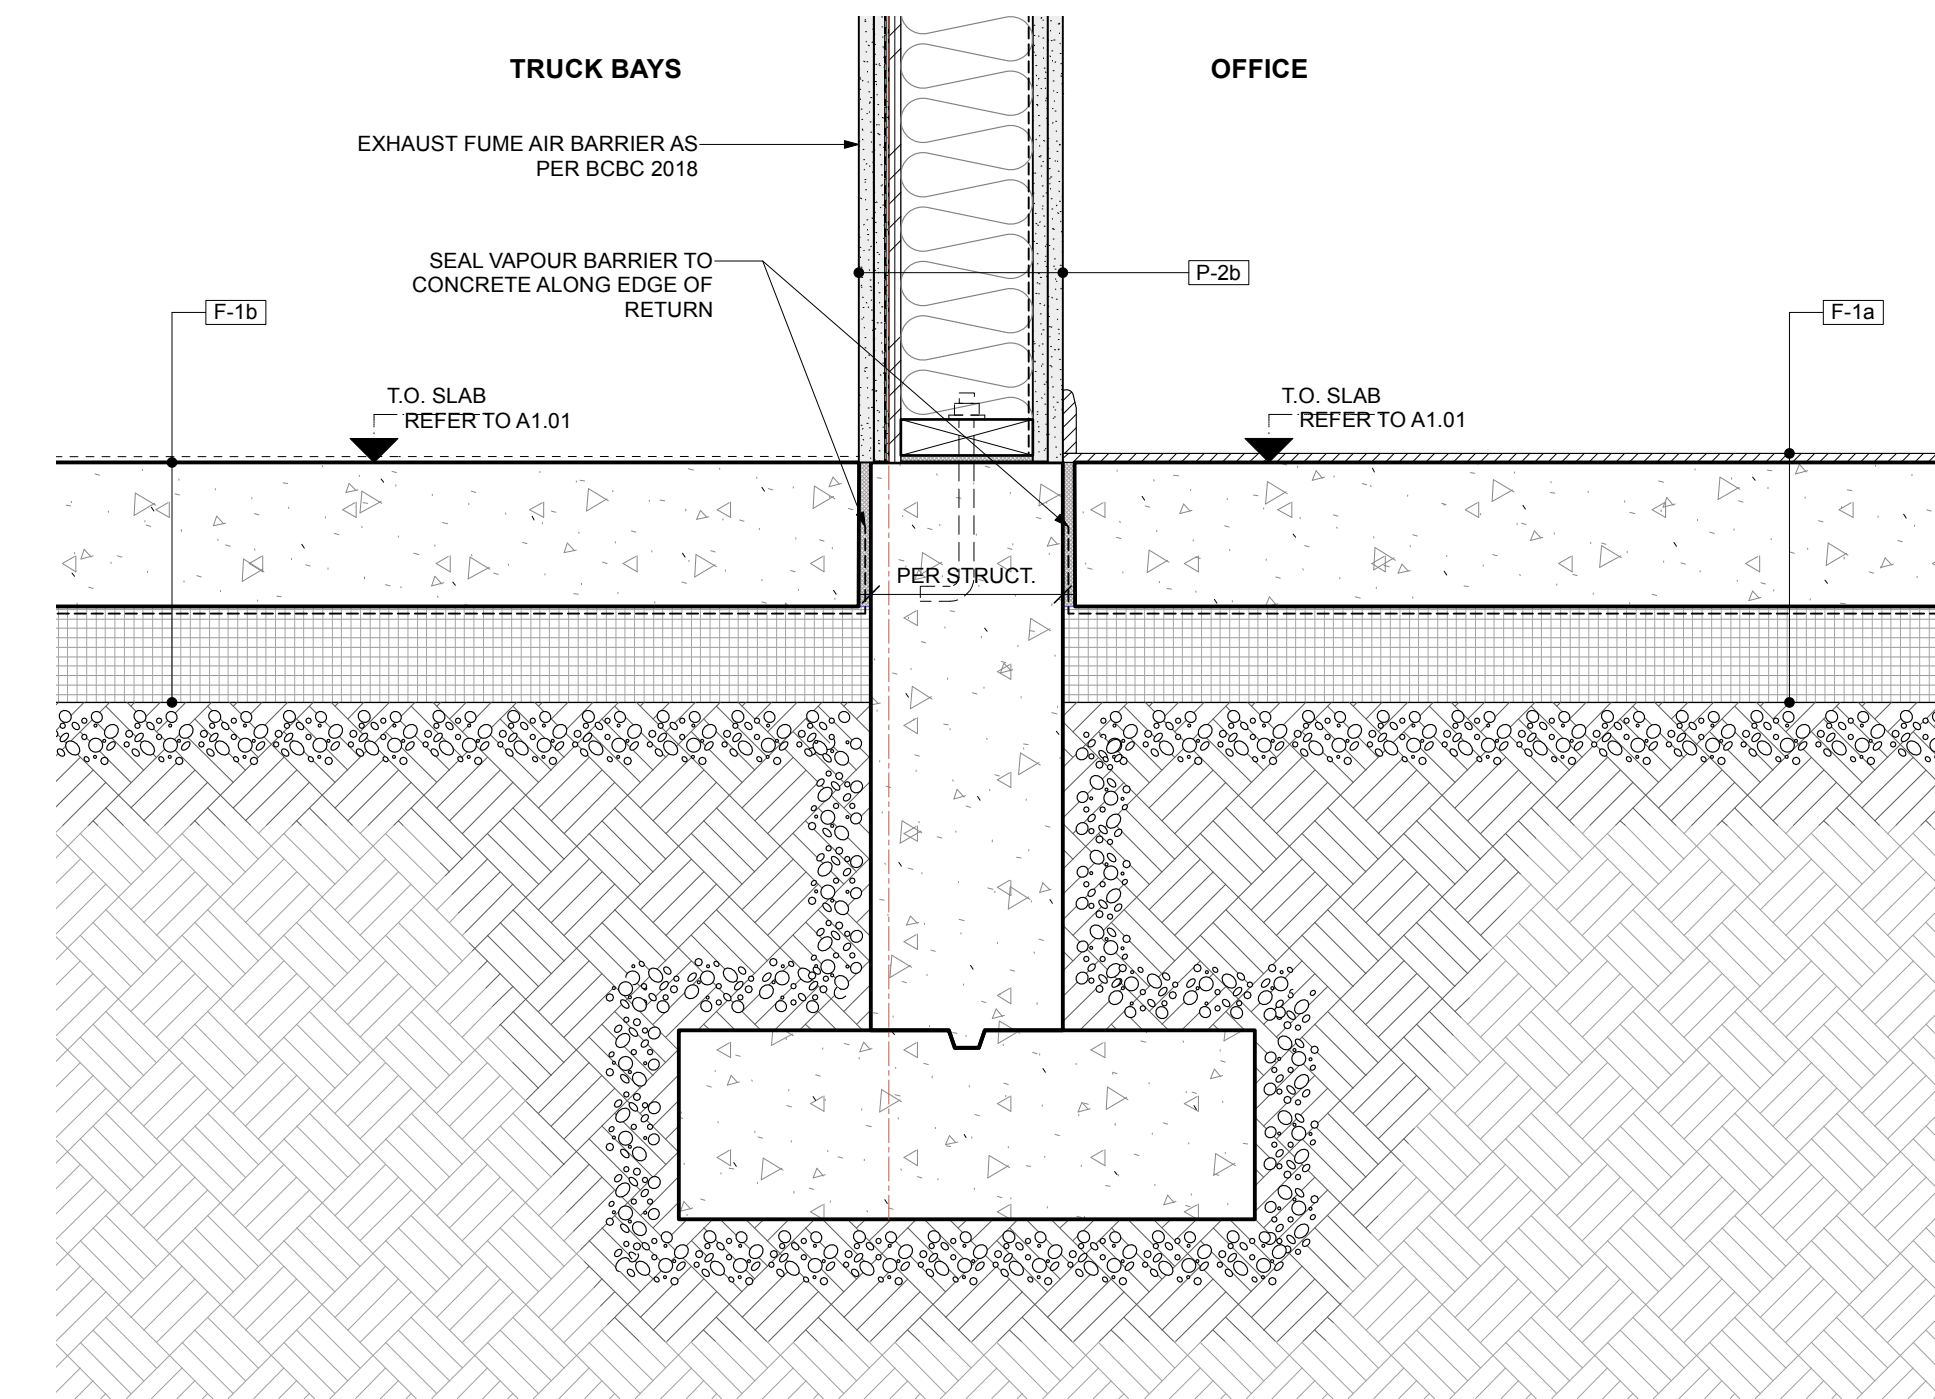 TRUCK BAYS
OFFICE
EXHAUST FUME AIR BARRIER AS
PER BCBC 2018
SEAL VAPOUR BARRIER TO
CONCRETE ALONG EDGE OF
RETURN
P-2b
F-1b
F-1a
T.O. SLAB
REFER TO A1.01
T.O. SLAB
REFER TO A1.01
PER STRUCT.